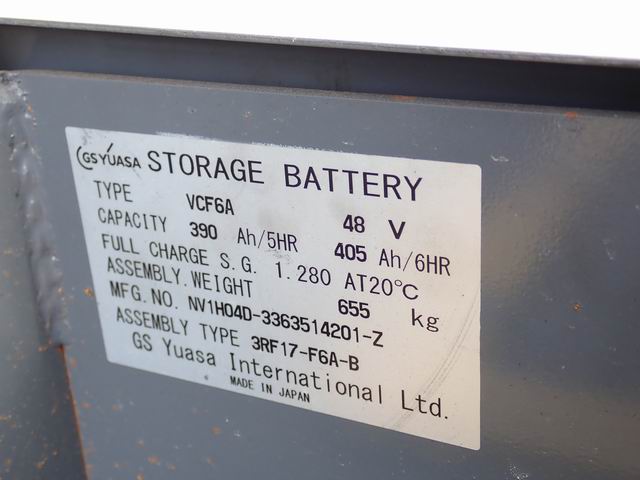 GS YUASA STORAGE BATTERY
TYPE VCF6A 48 V
CAPACITY 390 Ah/5HR 405 Ah/6HR
FULL CHARGE S.G. 1.280 AT20℃
ASSEMBLY.WEIGHT 655 kg
MFG.NO. NV1H04D-3363514201-Z
ASSEMBLY TYPE 3RF17-F6A-B
GS Yuasa International Ltd.
MADE IN JAPAN